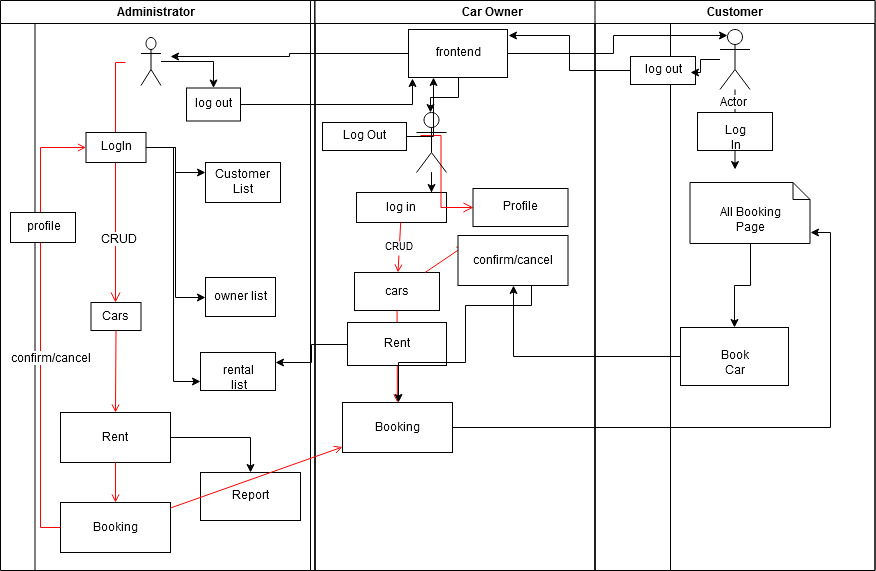 Administrator
Car Owner
Customer
frontend
log out
log out
Actor
Log Out
Log
In
LogIn
Customer
List
log in
Profile
profile
All Booking
Page
CRUD
CRUD
confirm/cancel
owner list
cars
Cars
Rent
confirm/cancel
rental
list
Book
Car
Rent
Booking
Report
Booking